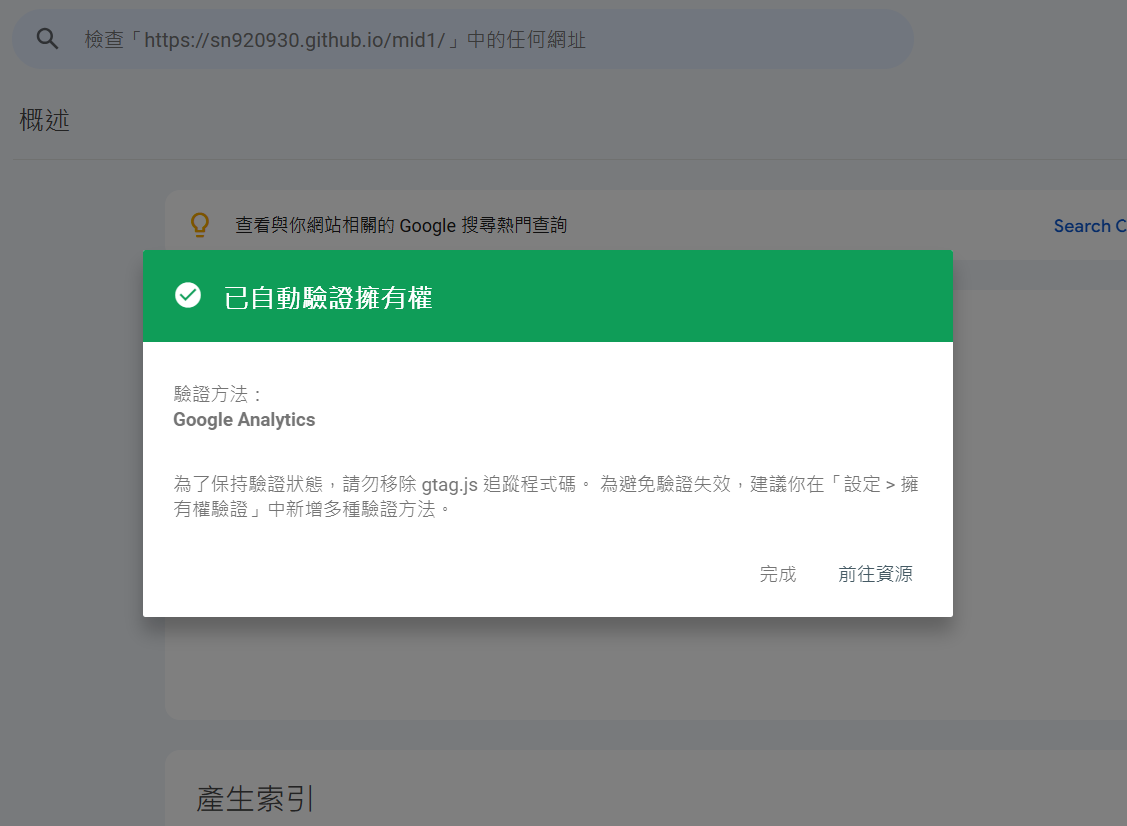 檢查「https://sn920930.github.io/mid1/」中的任何網址
概述
查看與你網站相關的 Google 搜尋熱門查詢
Search C
已自動驗證擁有權
驗證方法：
Google Analytics
為了保持驗證狀態，請勿移除 gtag.js 追蹤程式碼。 為避免驗證失效，建議你在「設定 > 擁
有權驗證」中新增多種驗證方法。
完成
前往資源
產生索引